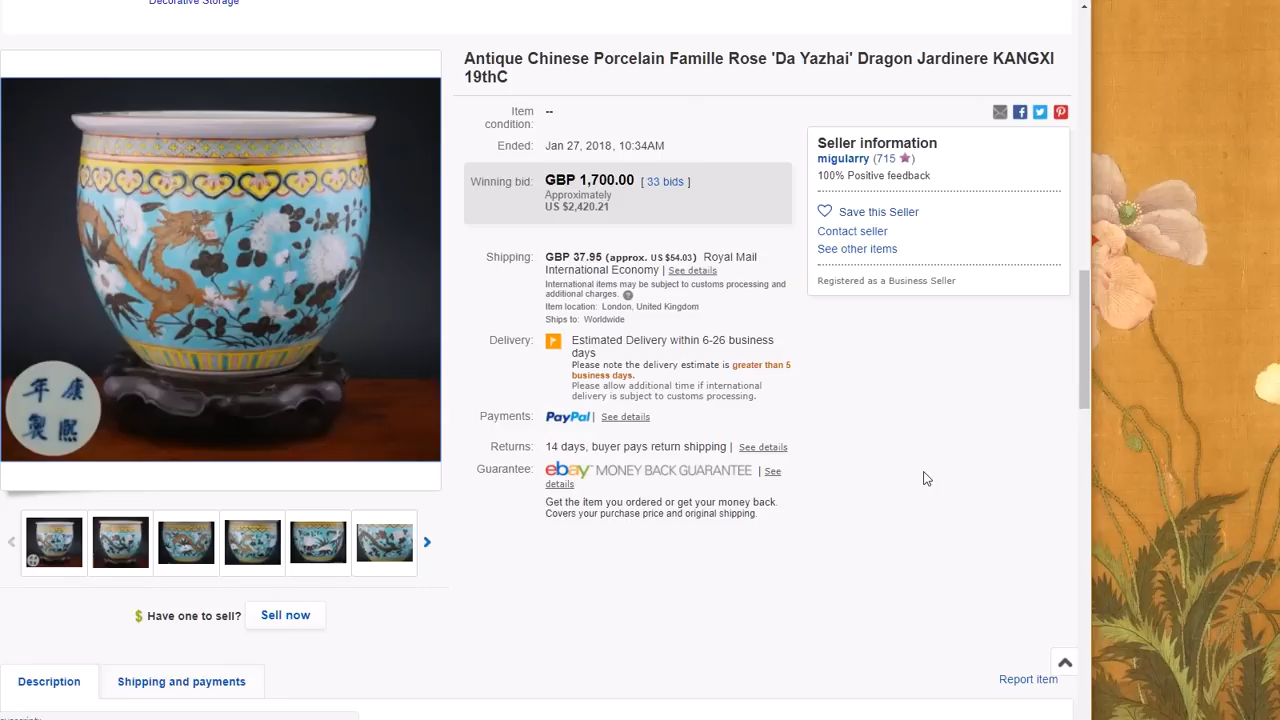 Decorative Storage
Antique Chinese Porcelain Famille Rose 'Da Yazhai' Dragon Jardinere KANGXI
19thC
Item
condition:
--
Ended:
Jan 27, 2018, 10:34AM
Winning bid:
GBP 1,700.00 [ 33 bids ]
Approximately
US $2,420.21
Shipping:
GBP 37.95 (approx. US $54.03) Royal Mail
International Economy | See details
International items may be subject to customs processing and
additional charges. ?
Item location: London, United Kingdom
Ships to: Worldwide
Delivery:
Estimated Delivery within 6-26 business
days
Please note the delivery estimate is greater than 5
business days.
Please allow additional time if international
delivery is subject to customs processing.
Payments:
PayPal | See details
Returns:
14 days, buyer pays return shipping | See details
Guarantee:
ebay MONEY BACK GUARANTEE | See
details
Get the item you ordered or get your money back.
Covers your purchase price and original shipping.
Seller information
migularry (715 )
100% Positive feedback
Save this Seller
Contact seller
See other items
Registered as a Business Seller
康熙
年製
$ Have one to sell?
Sell now
Description
Shipping and payments
Report item